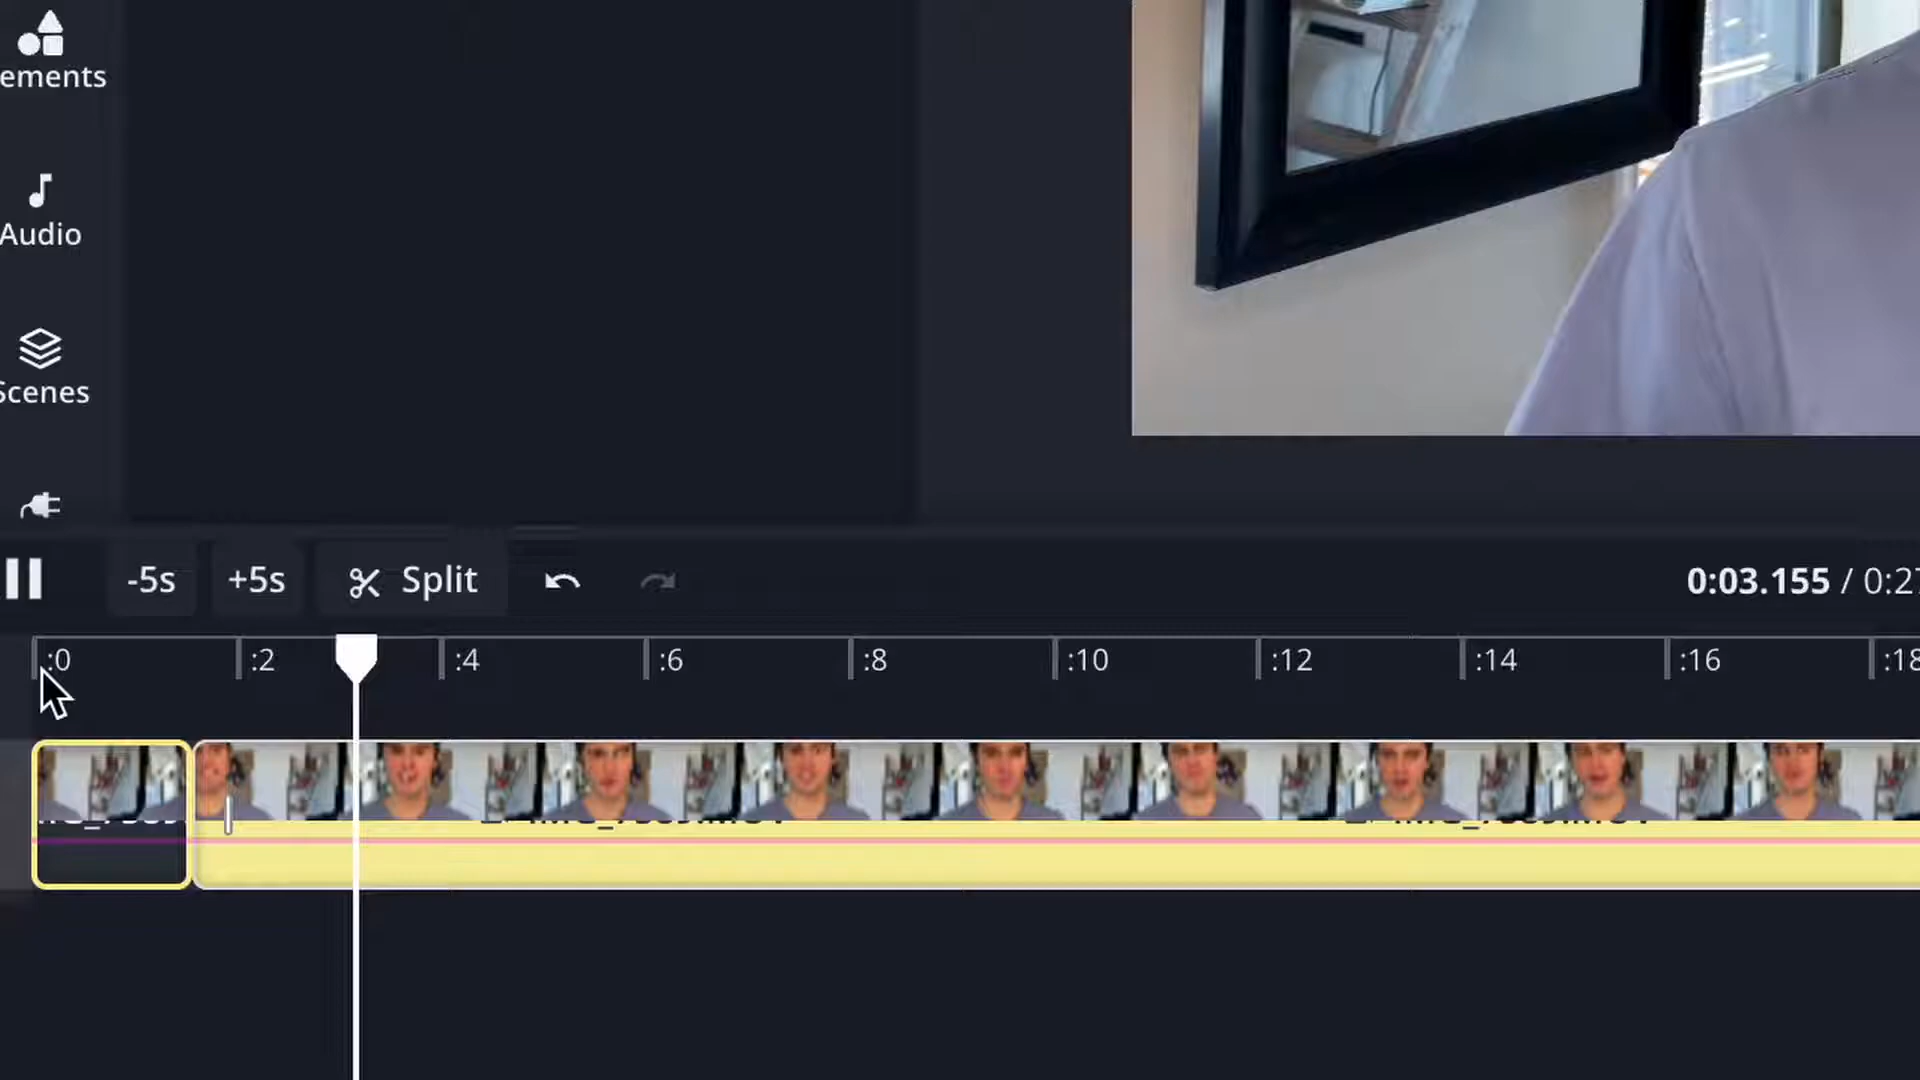 ements
Audio
Scenes
-5s +5s Split 0:03.155 / 0:27
:0 :2 :4 :6 :8 :10 :12 :14 :16 :18